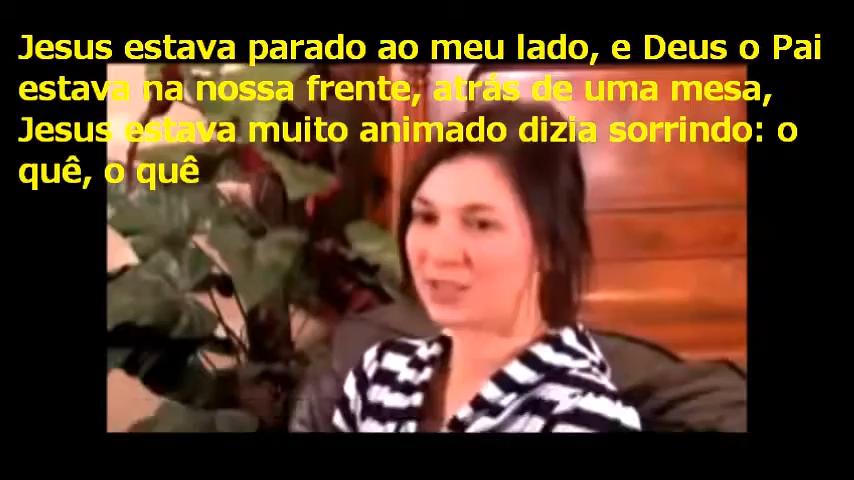 Jesus estava parado ao meu lado, e Deus o Pai
estava na nossa frente, atrás de uma mesa,
Jesus estava muito animado dizia sorrindo: o
quê, o quê